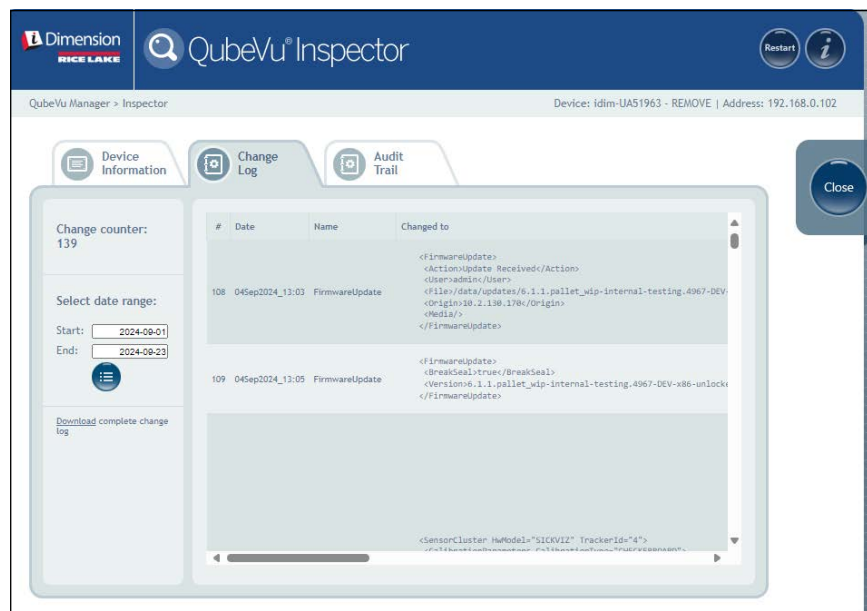 iDimension
RICE LAKE
QubeVu® Inspector
Restart
i
QubeVu Manager > Inspector
Device: idim-UA51963 - REMOVE | Address: 192.168.0.102
Device
Information
Change
Log
Audit
Trail
Close
Change counter:
139
Select date range:
Start: 2024-09-01
End: 2024-09-23
Download complete change
log
# Date Name Changed to
<FirmwareUpdate>
<Action>Update Received</Action>
<User>admin</User>
108 04Sep2024_13:03 FirmwareUpdate <File>/data/updates/6.1.1.pallet_wip-internal-testing.4967-DEV-
<Origin>10.2.130.170</Origin>
<Media/>
</FirmwareUpdate>
<FirmwareUpdate>
<BreakSeal>true</BreakSeal>
109 04Sep2024_13:05 FirmwareUpdate <Version>6.1.1.pallet_wip-internal-testing.4967-DEV-x86-unlocke
</FirmwareUpdate>
<SensorCluster HwModel="SICKVIZ" TrackerId="4">
<CalibrationParameters CalibrationType="CHECKERBOARD">